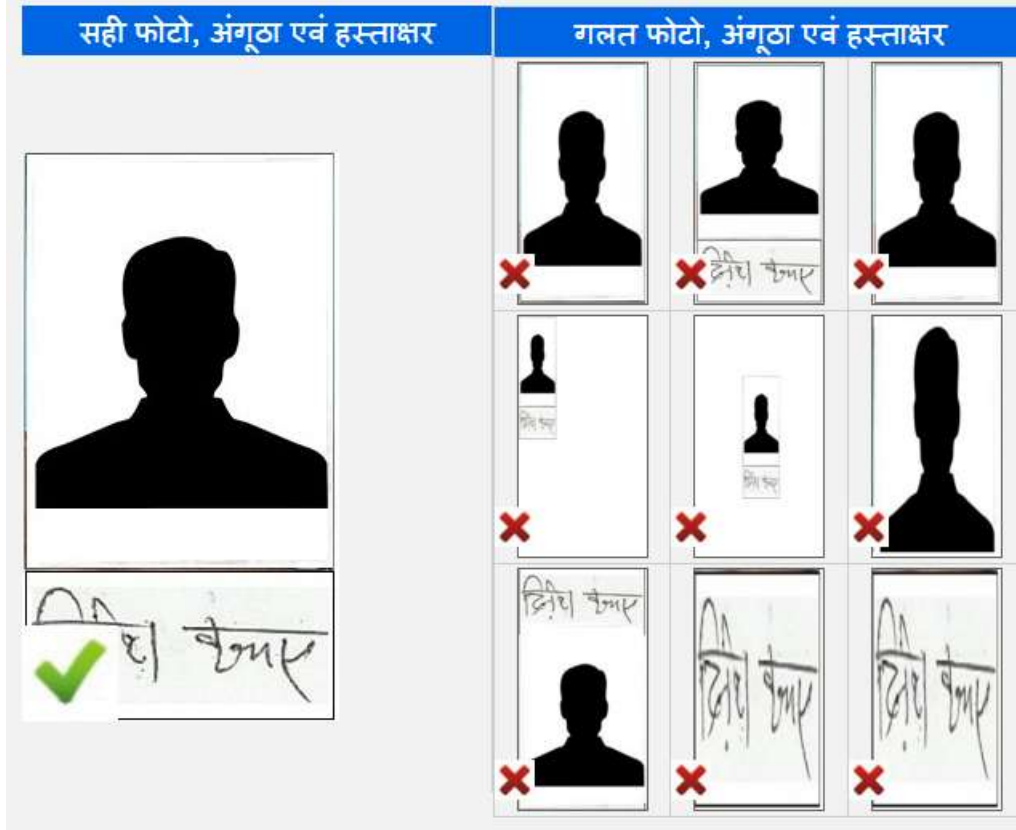 सही फोटो, अंगूठा एवं हस्ताक्षर
कुमार
गलत फोटो, अंगूठा एवं हस्ताक्षर
दिनेश कुमार
दिनेश कुमार
दिनेश कुमार
दिनेश कुमार
दिनेश कुमार
दिनेश कुमार